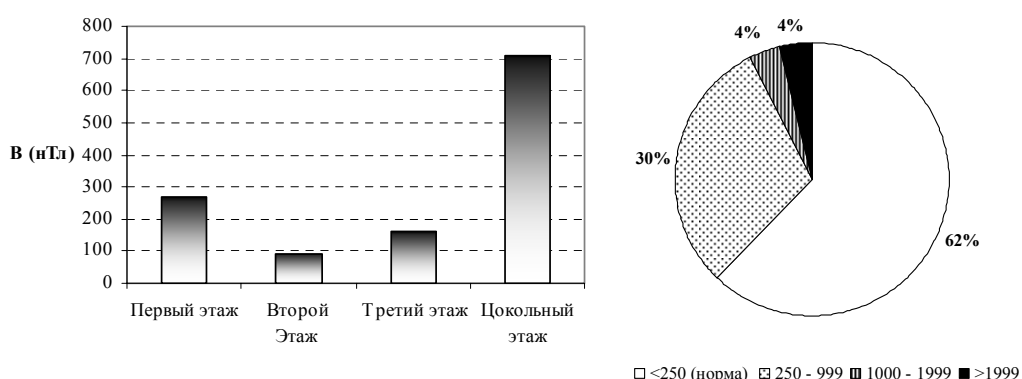 800
700
600
500
400
300
200
100
0
В (нТл)
Первый этаж
Второй
Этаж
Третий этаж
Цокольный
этаж
4%
4%
30%
62%
<250 (норма) 250 - 999 1000 - 1999 >1999